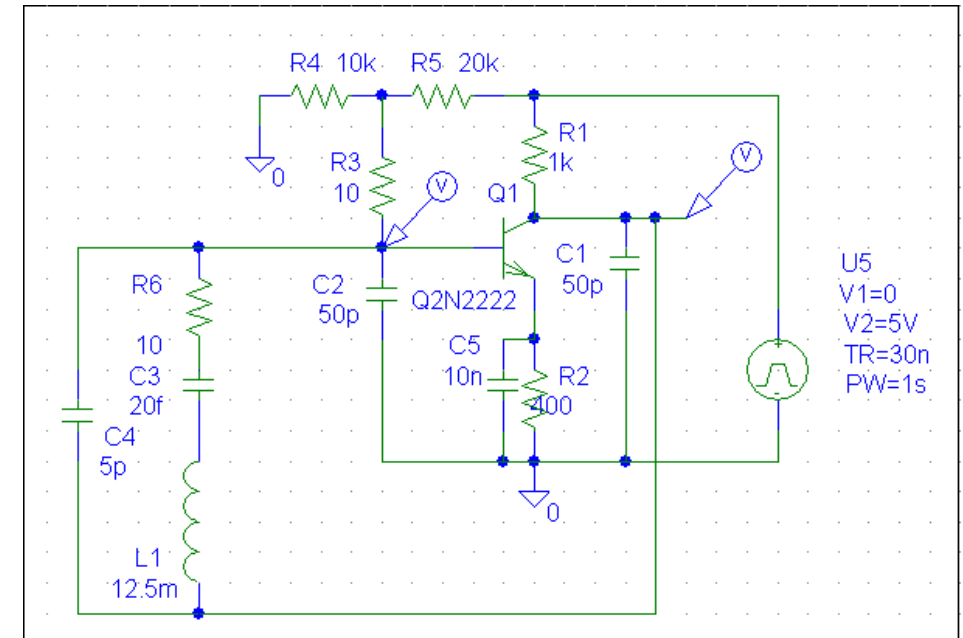 R4 10k R5 20k
R1
1k
R3
10
0
V
V
Q1
C1
50p
C2
50p
Q2N2222
R6
10
C3
20f
C4
5p
C5
10n
R2
400
L1
12.5m
0
U5
V1=0
V2=5V
TR=30n
PW=1s
+
-